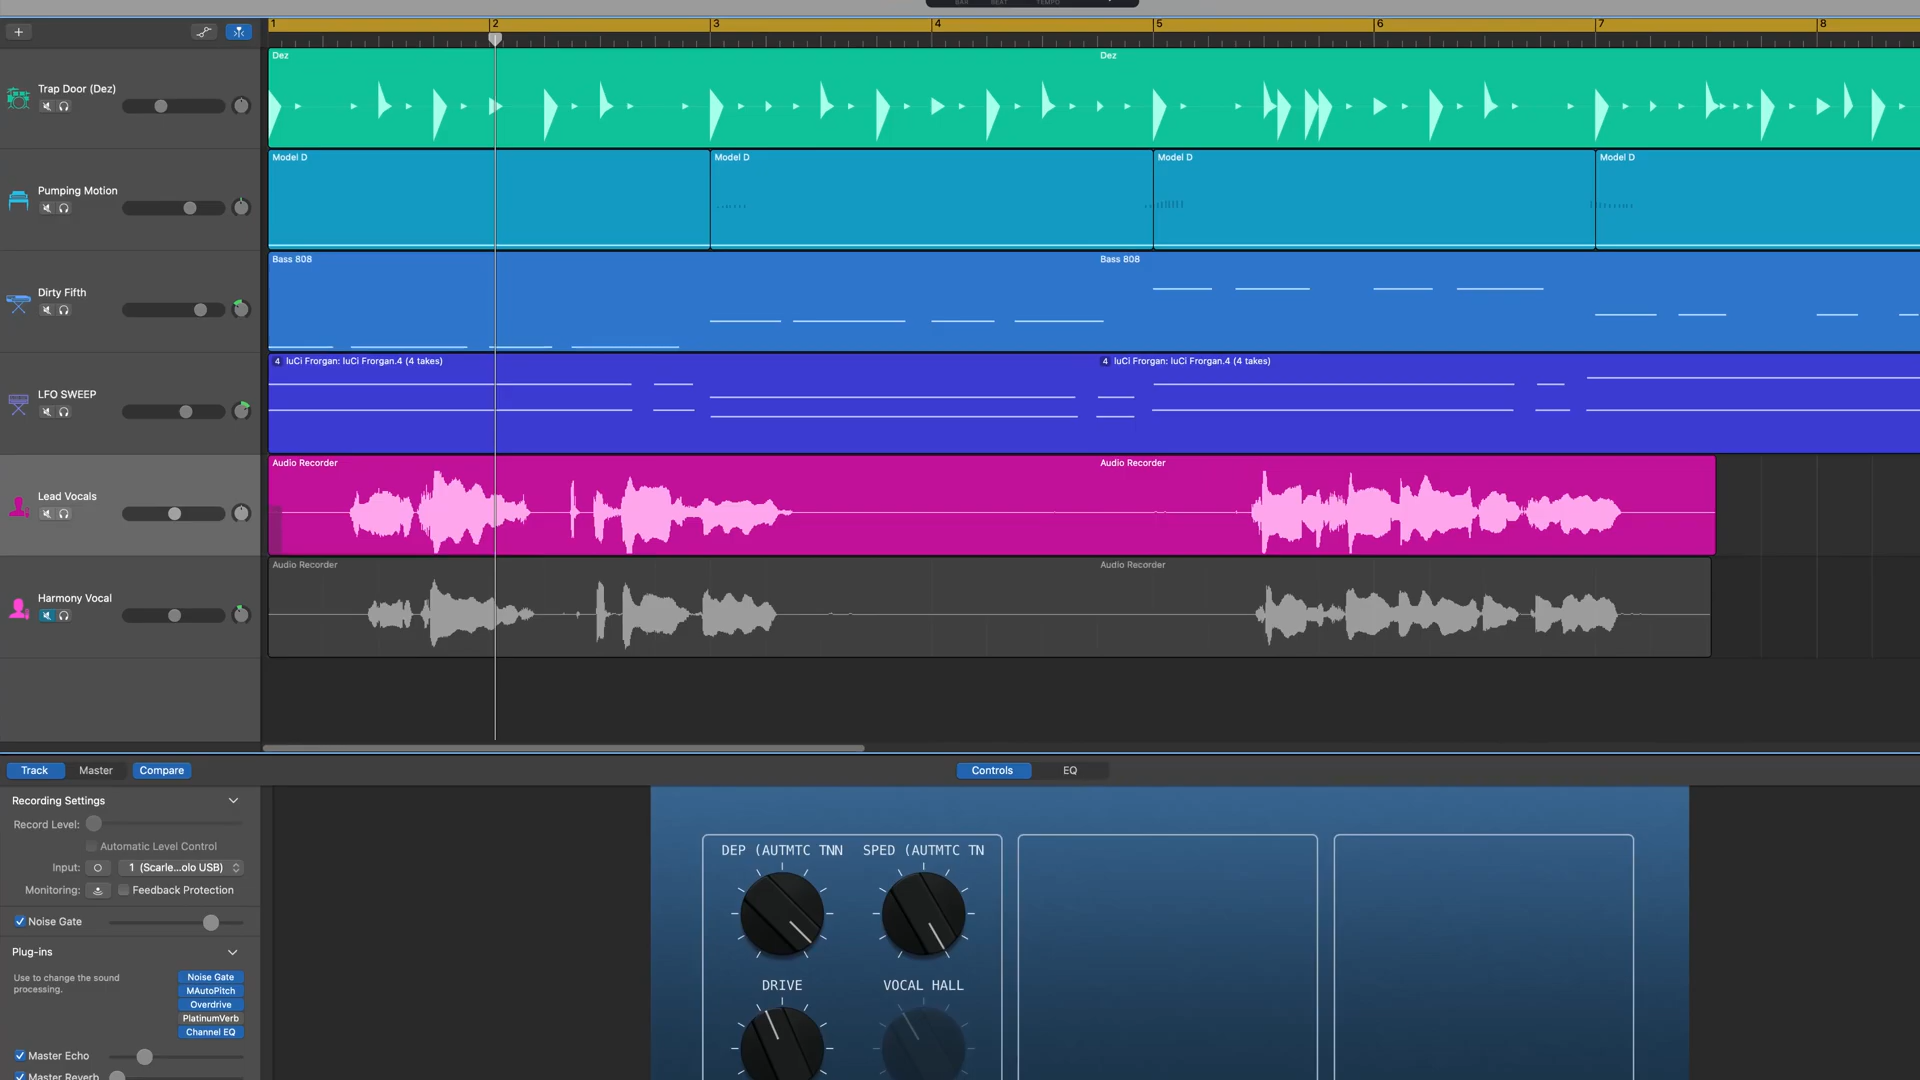 BAR BEAT TEMPO
1 2 3 4 5 6 7 8
Trap Door (Dez)
Dez Dez
Pumping Motion
Model D Model D Model D Model D
Dirty Fifth
Bass 808 Bass 808
LFO SWEEP
4 luCi Frorgan: luCi Frorgan.4 (4 takes) 4 luCi Frorgan: luCi Frorgan.4 (4 takes)
Lead Vocals
Audio Recorder Audio Recorder
Harmony Vocal
Audio Recorder Audio Recorder
Track Master Compare Controls EQ
Recording Settings
Record Level:
Automatic Level Control
Input: 1 (Scarle...olo USB)
Monitoring: Feedback Protection
Noise Gate
Plug-ins
Use to change the sound
processing.
Noise Gate
MAutoPitch
Overdrive
PlatinumVerb
Channel EQ
Master Echo
Master Reverb
DEP (AUTMTC TNN SPED (AUTMTC TN
DRIVE VOCAL HALL